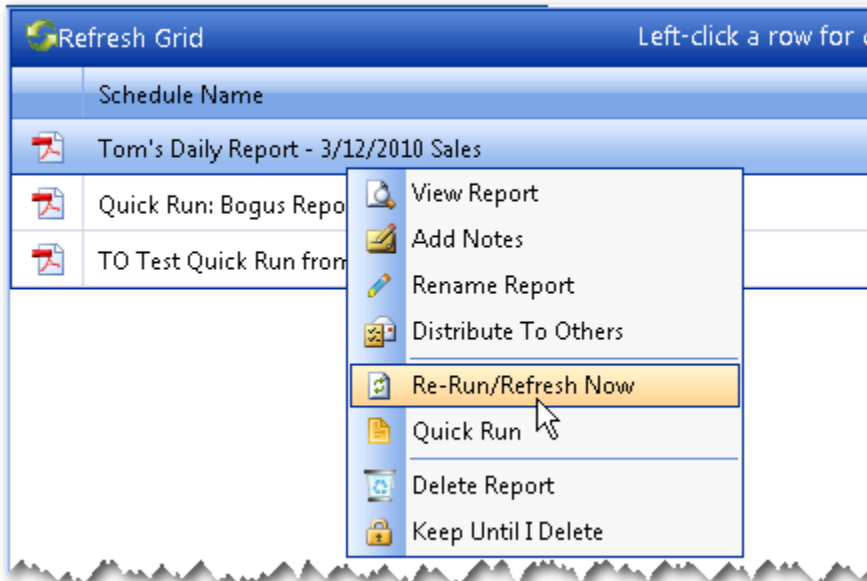 Refresh Grid
Left-click a row for
Schedule Name
Tom's Daily Report - 3/12/2010 Sales
Quick Run: Bogus Repo
TO Test Quick Run from
View Report
Add Notes
Rename Report
Distribute To Others
Re-Run/Refresh Now
Quick Run
Delete Report
Keep Until I Delete